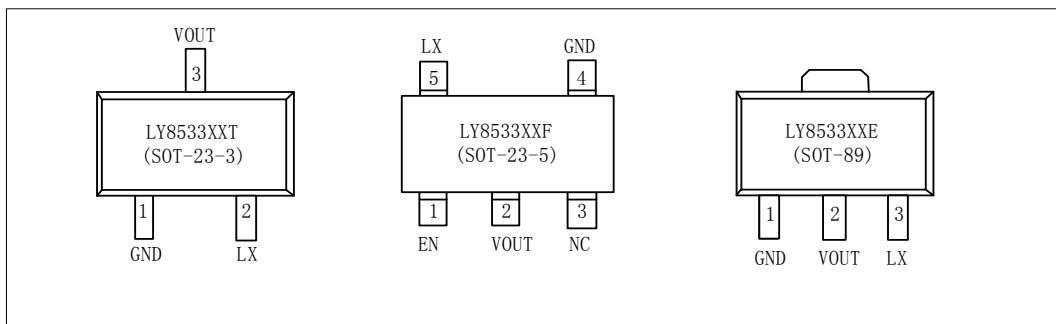 VOUT
3
LY8533XXT
(SOT-23-3)
1
2
GND
LX
LX
GND
5
4
LY8533XXF
(SOT-23-5)
1
2
3
EN
VOUT
NC
LY8533XXE
(SOT-89)
1
2
3
GND
VOUT
LX